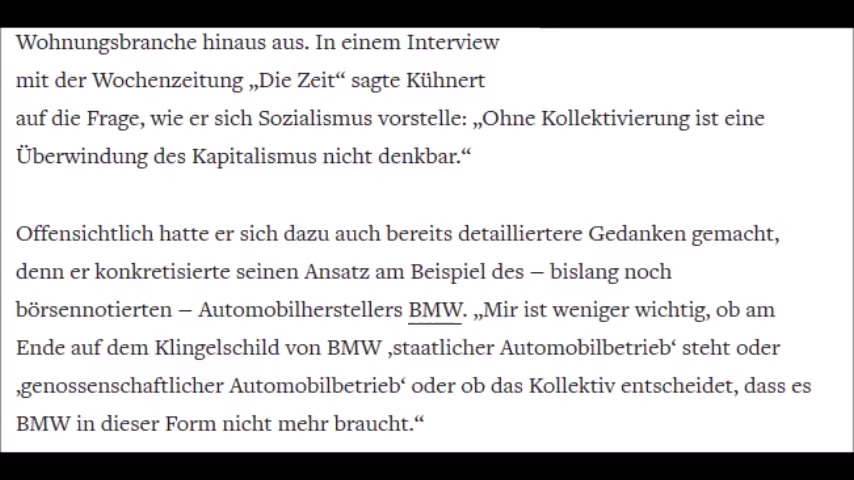 Wohnungsbranche hinaus aus. In einem Interview
mit der Wochenzeitung „Die Zeit“ sagte Kühnert
auf die Frage, wie er sich Sozialismus vorstelle: „Ohne Kollektivierung ist eine
Überwindung des Kapitalismus nicht denkbar.“
Offensichtlich hatte er sich dazu auch bereits detailliertere Gedanken gemacht,
denn er konkretisierte seinen Ansatz am Beispiel des – bislang noch
börsennotierten – Automobilherstellers BMW. „Mir ist weniger wichtig, ob am
Ende auf dem Klingelschild von BMW ‚staatlicher Automobilbetrieb‘ steht oder
‚genossenschaftlicher Automobilbetrieb‘ oder ob das Kollektiv entscheidet, dass es
BMW in dieser Form nicht mehr braucht.“